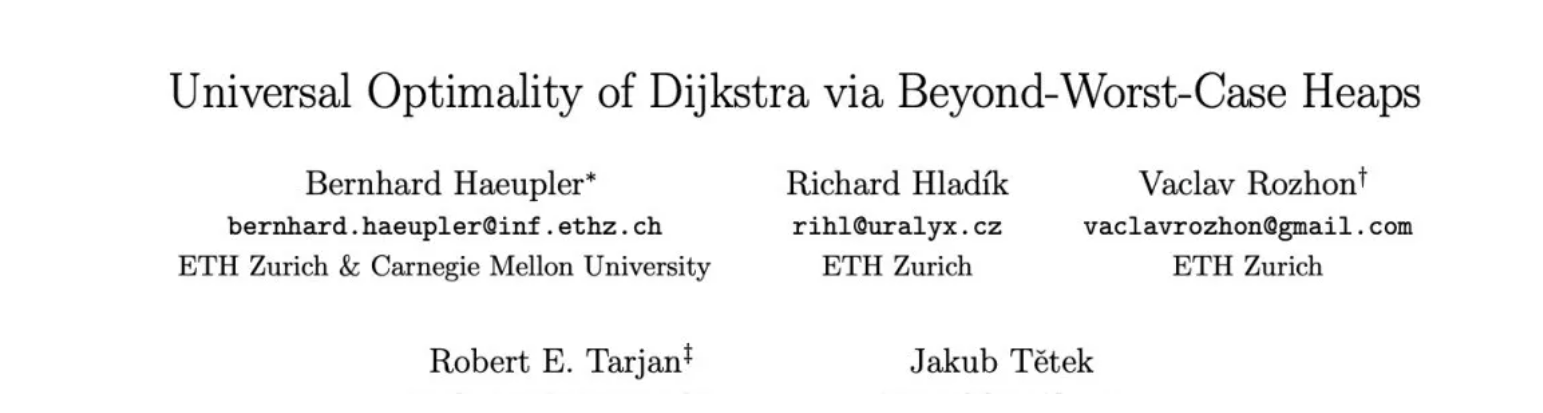 Universal Optimality of Dijkstra via Beyond-Worst-Case Heaps
Bernhard Haeupler* Richard Hladík Vaclav Rozhon†
bernhard.haeupler@inf.ethz.ch rihl@uralyx.cz vaclavrozhon@gmail.com
ETH Zurich & Carnegie Mellon University ETH Zurich ETH Zurich
Robert E. Tarjan‡ Jakub Tětek